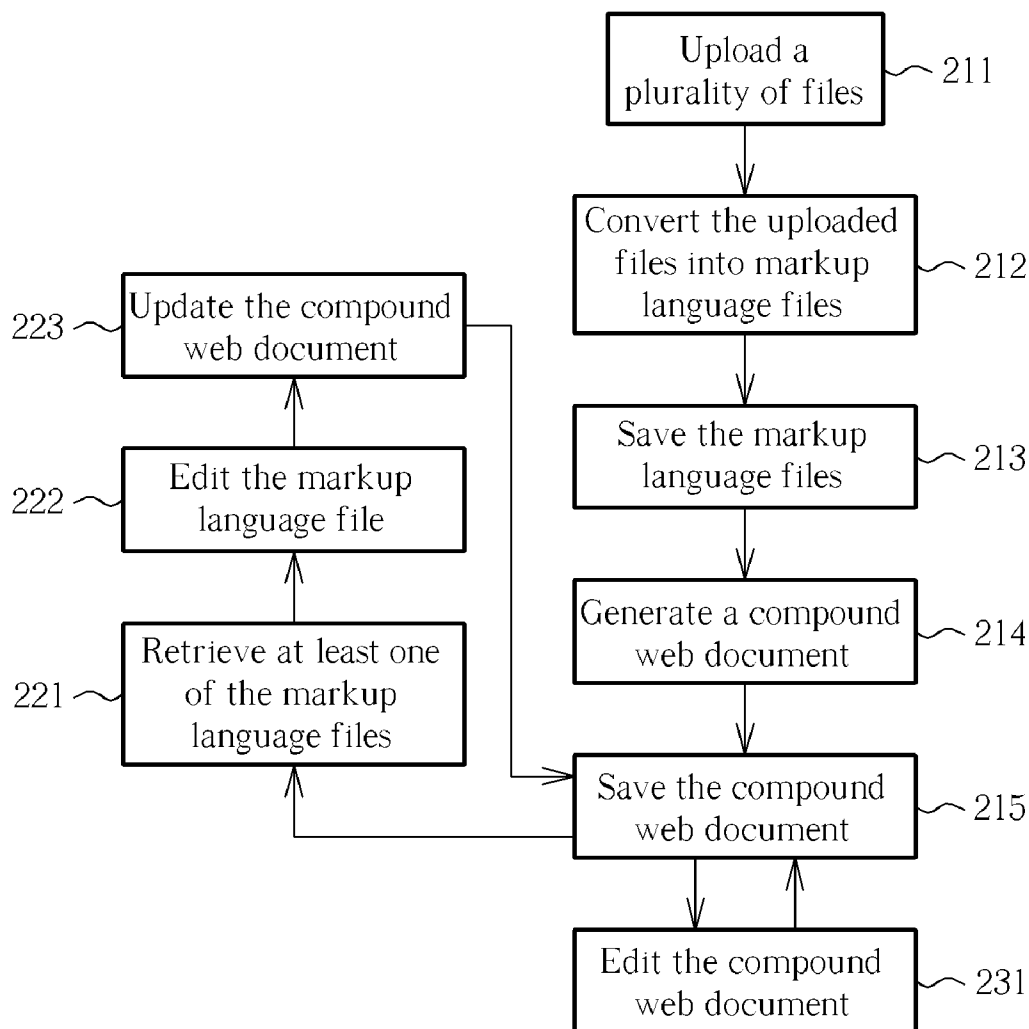 Upload a
plurality of files
211
Convert the uploaded
files into markup
language files
212
Update the compound
web document
223
Save the markup
language files
213
Edit the markup
language file
222
Generate a compound
web document
214
Retrieve at least one
of the markup
language files
221
Save the compound
web document
215
Edit the compound
web document
231